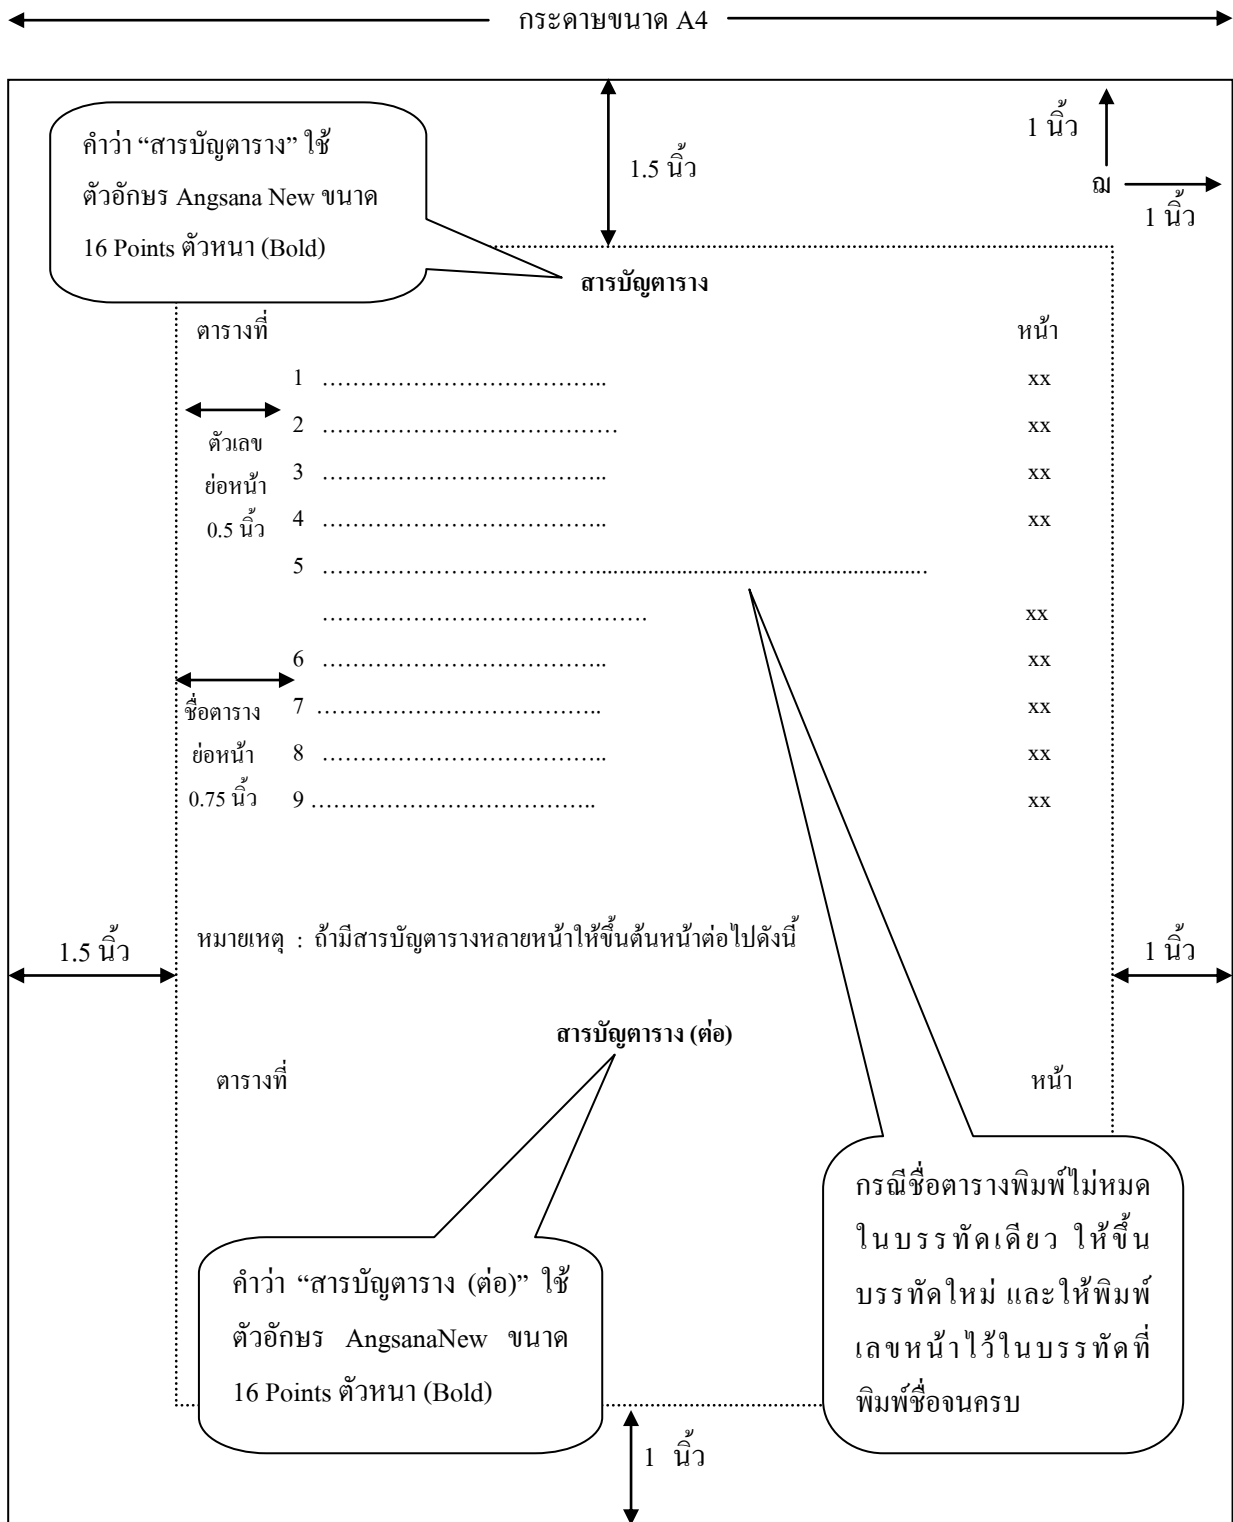 กระดาษขนาด A4
คำว่า “สารบัญตาราง” ใช้
ตัวอักษร Angsana New ขนาด
16 Points ตัวหนา (Bold)
1.5 นิ้ว
1 นิ้ว
ฌ
1 นิ้ว
สารบัญตาราง
ตารางที่ หน้า
1 ……………………………….. xx
2 ………………………………… xx
ตัวเลข
3 ……………………………….. xx
ย่อหน้า
4 ……………………………….. xx
0.5 นิ้ว
5 ………………………………..............................................................…
……………………………………. xx
6 ……………………………….. xx
7 ……………………………….. xx
ชื่อตาราง
8 ……………………………….. xx
ย่อหน้า
9 ……………………………….. xx
0.75 นิ้ว
หมายเหตุ : ถ้ามีสารบัญตารางหลายหน้าให้ขึ้นต้นหน้าต่อไปดังนี้
1.5 นิ้ว
1 นิ้ว
สารบัญตาราง (ต่อ)
ตารางที่ หน้า
กรณีชื่อตารางพิมพ์ไม่หมด
ในบรรทัดเดียว ให้ขึ้น
บรรทัดใหม่ และให้พิมพ์
เลขหน้าไว้ในบรรทัดที่
พิมพ์ชื่อจนครบ
คำว่า “สารบัญตาราง (ต่อ)” ใช้
ตัวอักษร AngsanaNew ขนาด
16 Points ตัวหนา (Bold)
1 นิ้ว